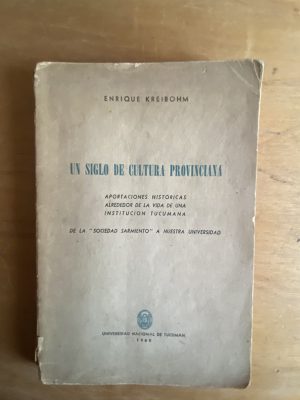 ENRIQUE KREIBOHM
UN SIGLO DE CULTURA PROVINCIANA
APORTACIONES HISTORICAS
ALREDEDOR DE LA VIDA DE UNA
INSTITUCION TUCUMANA
DE LA "SOCIEDAD SARMIENTO" A NUESTRA UNIVERSIDAD
UNIVERSIDAD NACIONAL DE TUCUMAN
1960